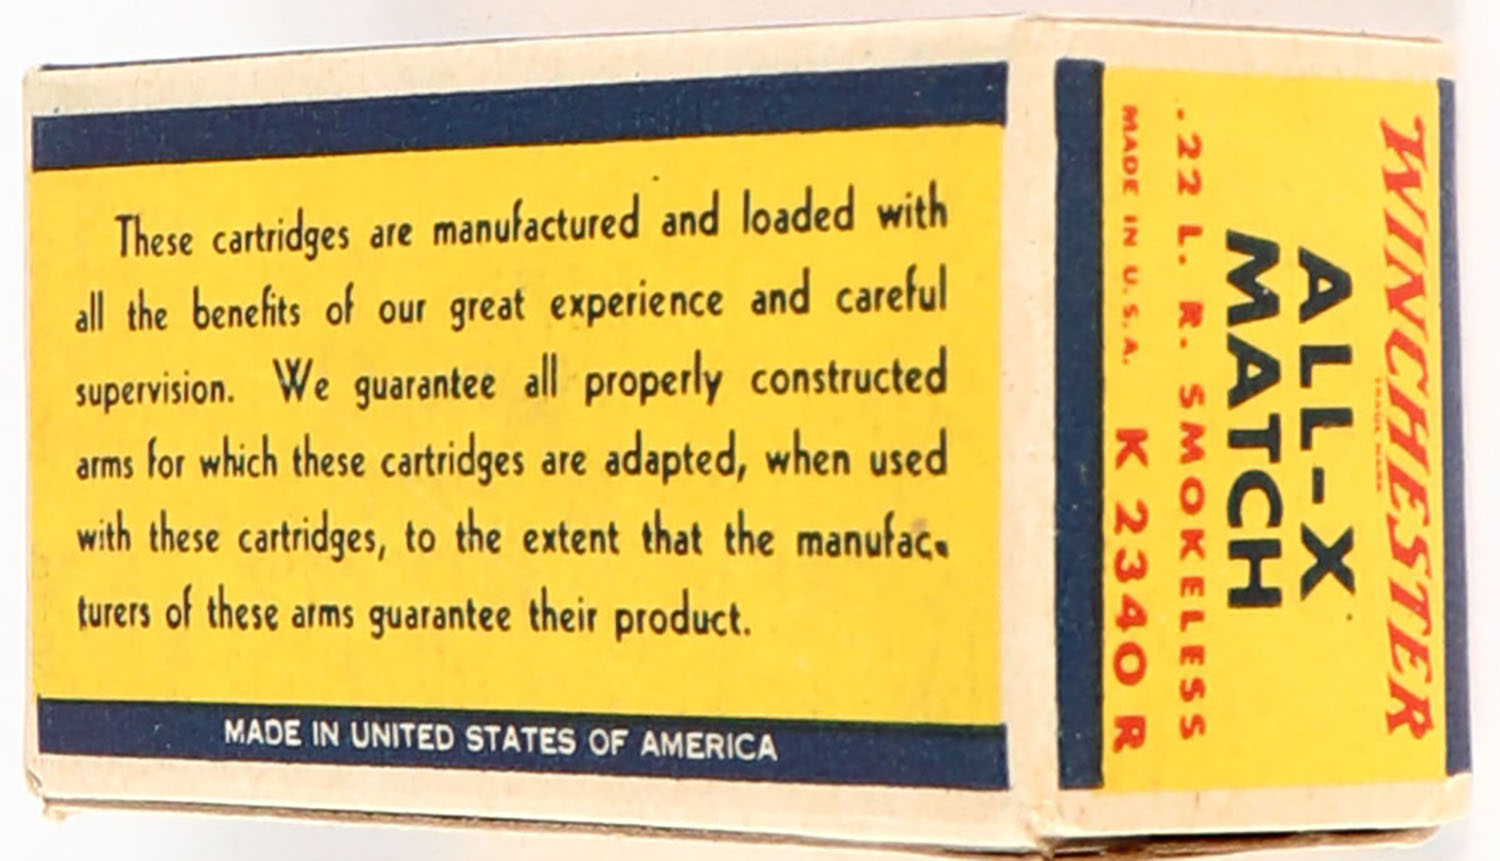 These cartridges are manufactured and loaded with
all the benefits of our great experience and careful
supervision. We guarantee all properly constructed
arms for which these cartridges are adapted, when used
with these cartridges, to the extent that the manufac-
turers of these arms guarantee their product.
MADE IN UNITED STATES OF AMERICA
WINCHESTER
TRADE MARK
ALL-X
MATCH
.22 L. R. SMOKELESS
MADE IN U.S.A. K 2340 R